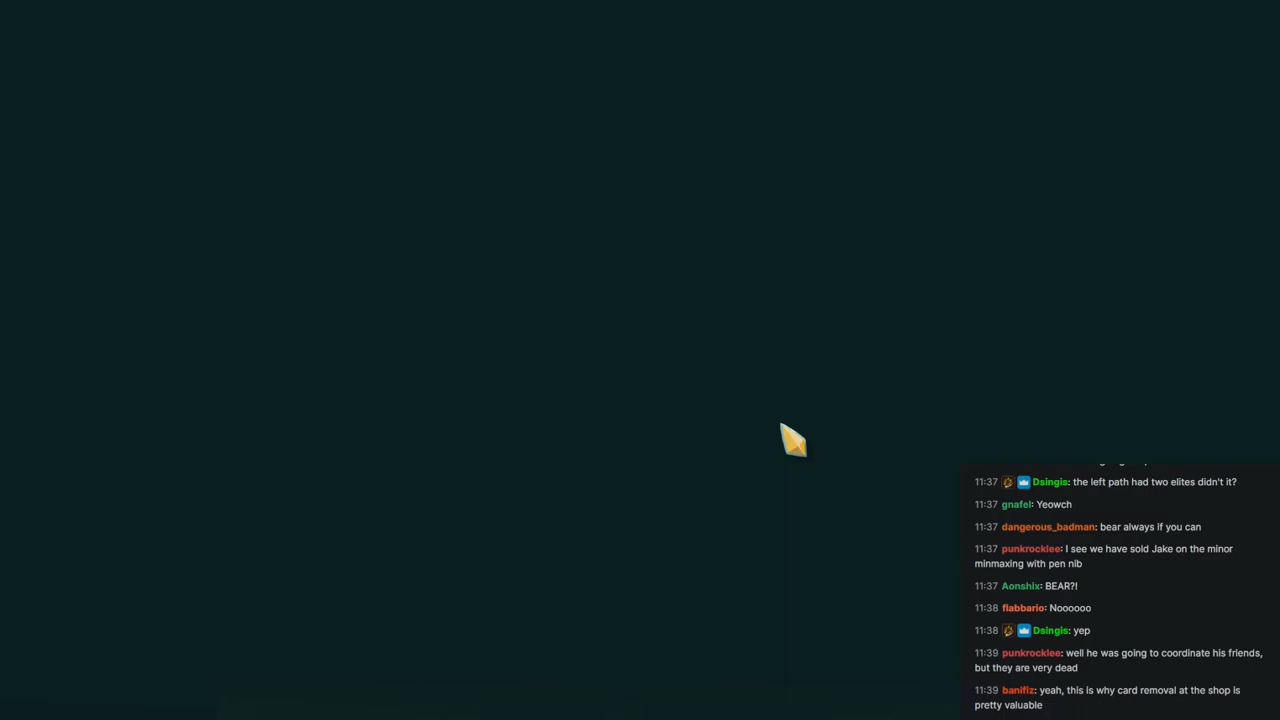 11:37 Dsingis: the left path had two elites didn't it?
11:37 gnafel: Yeowch
11:37 dangerous_badman: bear always if you can
11:37 punkrocklee: I see we have sold Jake on the minor
minmaxing with pen nib
11:37 Aonshix: BEAR?!
11:38 flabbario: Noooooo
11:38 Dsingis: yep
11:39 punkrocklee: well he was going to coordinate his friends,
but they are very dead
11:39 banifiz: yeah, this is why card removal at the shop is
pretty valuable